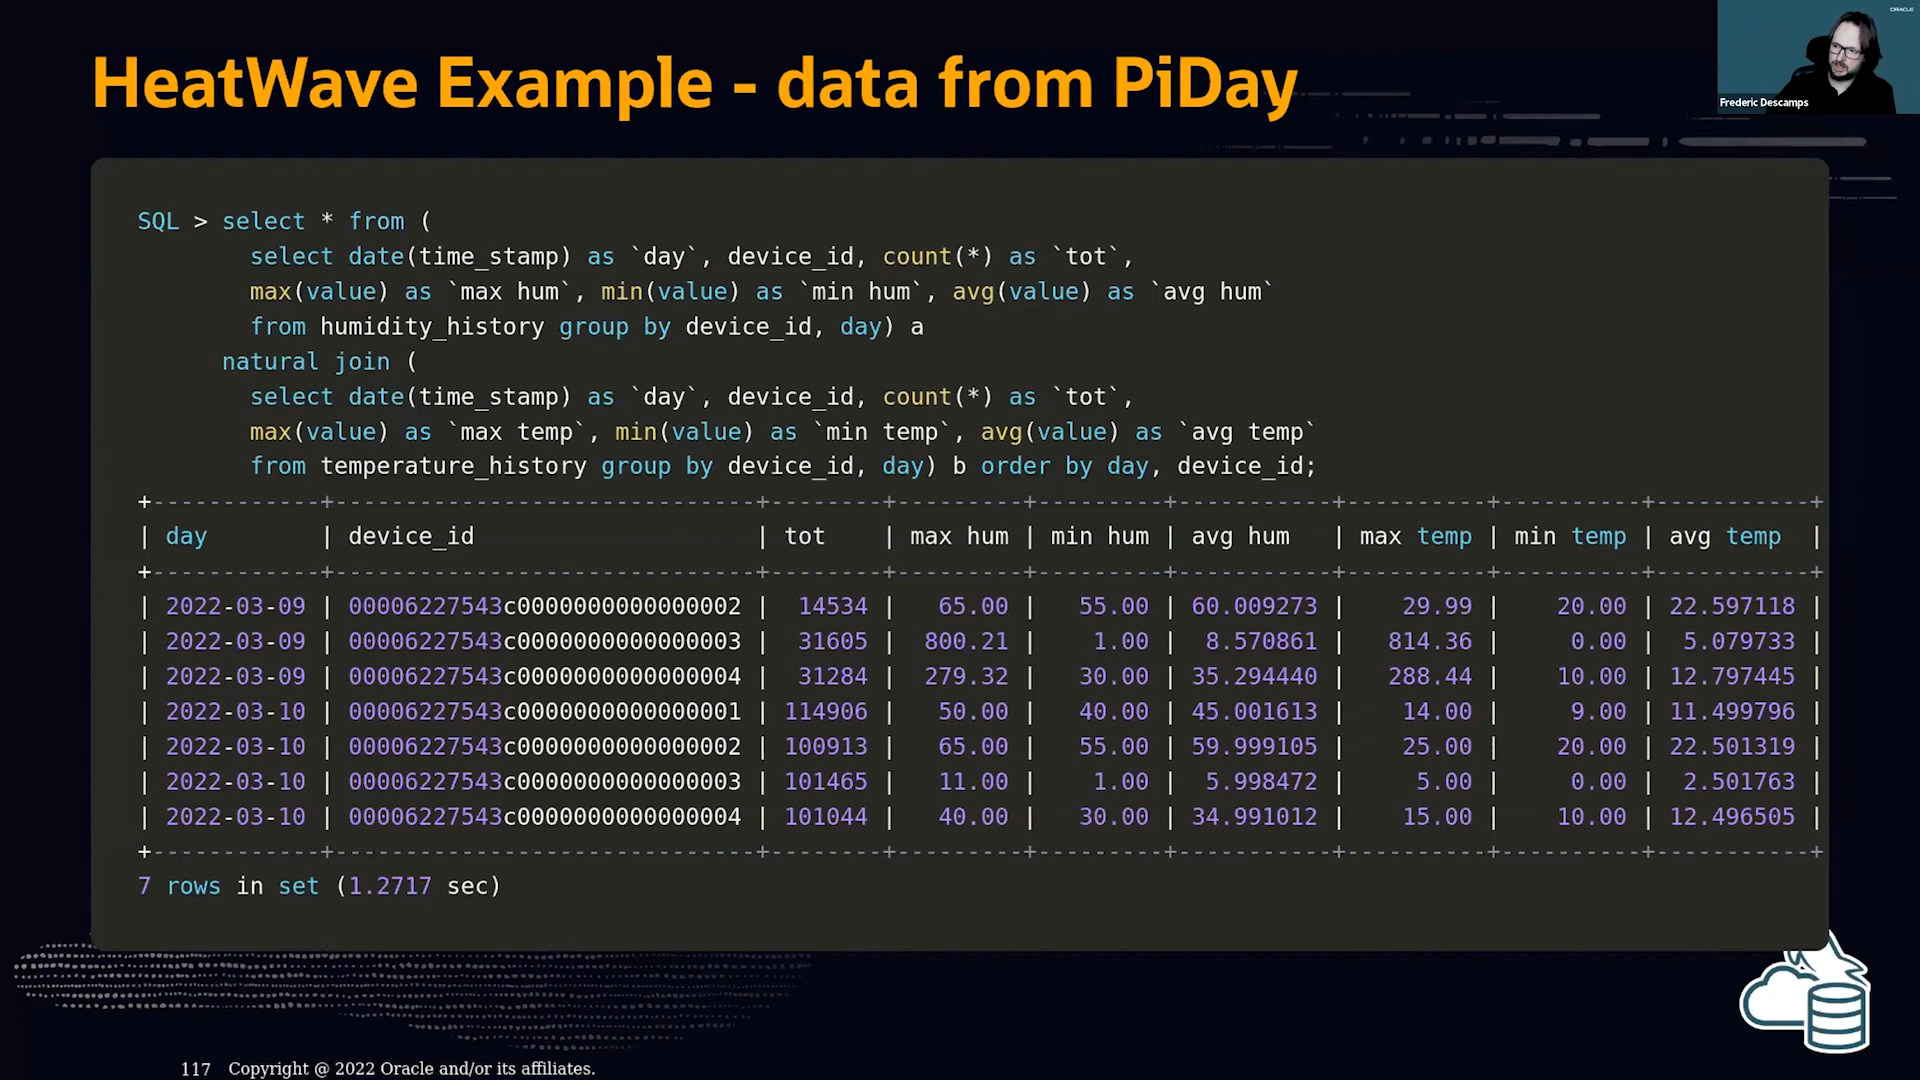 HeatWave Example - data from PiDay
ORACLE
Frederic Descamps
SQL > select * from (
select date(time_stamp) as `day`, device_id, count(*) as `tot`,
max(value) as `max hum`, min(value) as `min hum`, avg(value) as `avg hum`
from humidity_history group by device_id, day) a
natural join (
select date(time_stamp) as `day`, device_id, count(*) as `tot`,
max(value) as `max temp`, min(value) as `min temp`, avg(value) as `avg temp`
from temperature_history group by device_id, day) b order by day, device_id;
+------------+------------------------------+--------+---------+---------+-----------+----------+----------+-----------+
| day | device_id | tot | max hum | min hum | avg hum | max temp | min temp | avg temp |
+------------+------------------------------+--------+---------+---------+-----------+----------+----------+-----------+
| 2022-03-09 | 00006227543c0000000000000002 | 14534 | 65.00 | 55.00 | 60.009273 | 29.99 | 20.00 | 22.597118 |
| 2022-03-09 | 00006227543c0000000000000003 | 31605 | 800.21 | 1.00 | 8.570861 | 814.36 | 0.00 | 5.079733 |
| 2022-03-09 | 00006227543c0000000000000004 | 31284 | 279.32 | 30.00 | 35.294440 | 288.44 | 10.00 | 12.797445 |
| 2022-03-10 | 00006227543c0000000000000001 | 114906 | 50.00 | 40.00 | 45.001613 | 14.00 | 9.00 | 11.499796 |
| 2022-03-10 | 00006227543c0000000000000002 | 100913 | 65.00 | 55.00 | 59.999105 | 25.00 | 20.00 | 22.501319 |
| 2022-03-10 | 00006227543c0000000000000003 | 101465 | 11.00 | 1.00 | 5.998472 | 5.00 | 0.00 | 2.501763 |
| 2022-03-10 | 00006227543c0000000000000004 | 101044 | 40.00 | 30.00 | 34.991012 | 15.00 | 10.00 | 12.496505 |
+------------+------------------------------+--------+---------+---------+-----------+----------+----------+-----------+
7 rows in set (1.2717 sec)
117 Copyright @ 2022 Oracle and/or its affiliates.